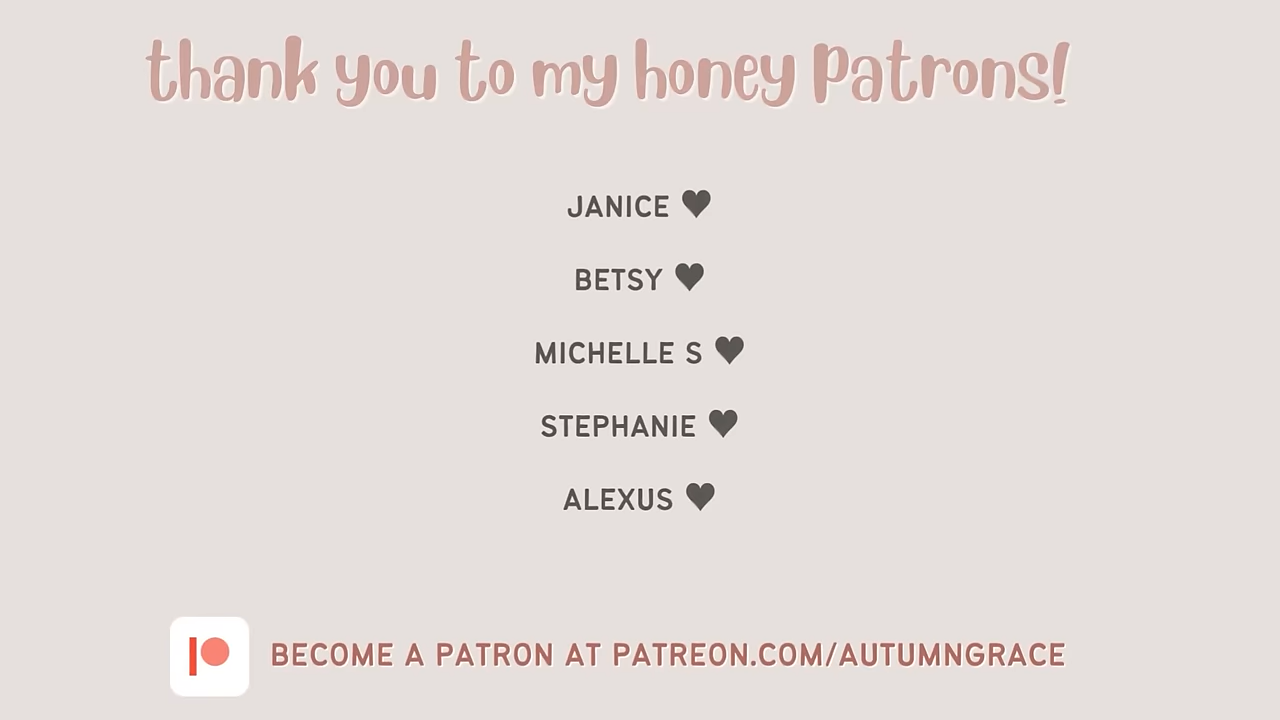 thank you to my honey Patrons!
JANICE ♥
BETSY ♥
MICHELLE S ♥
STEPHANIE ♥
ALEXUS ♥
BECOME A PATRON AT PATREON.COM/AUTUMNGRACE